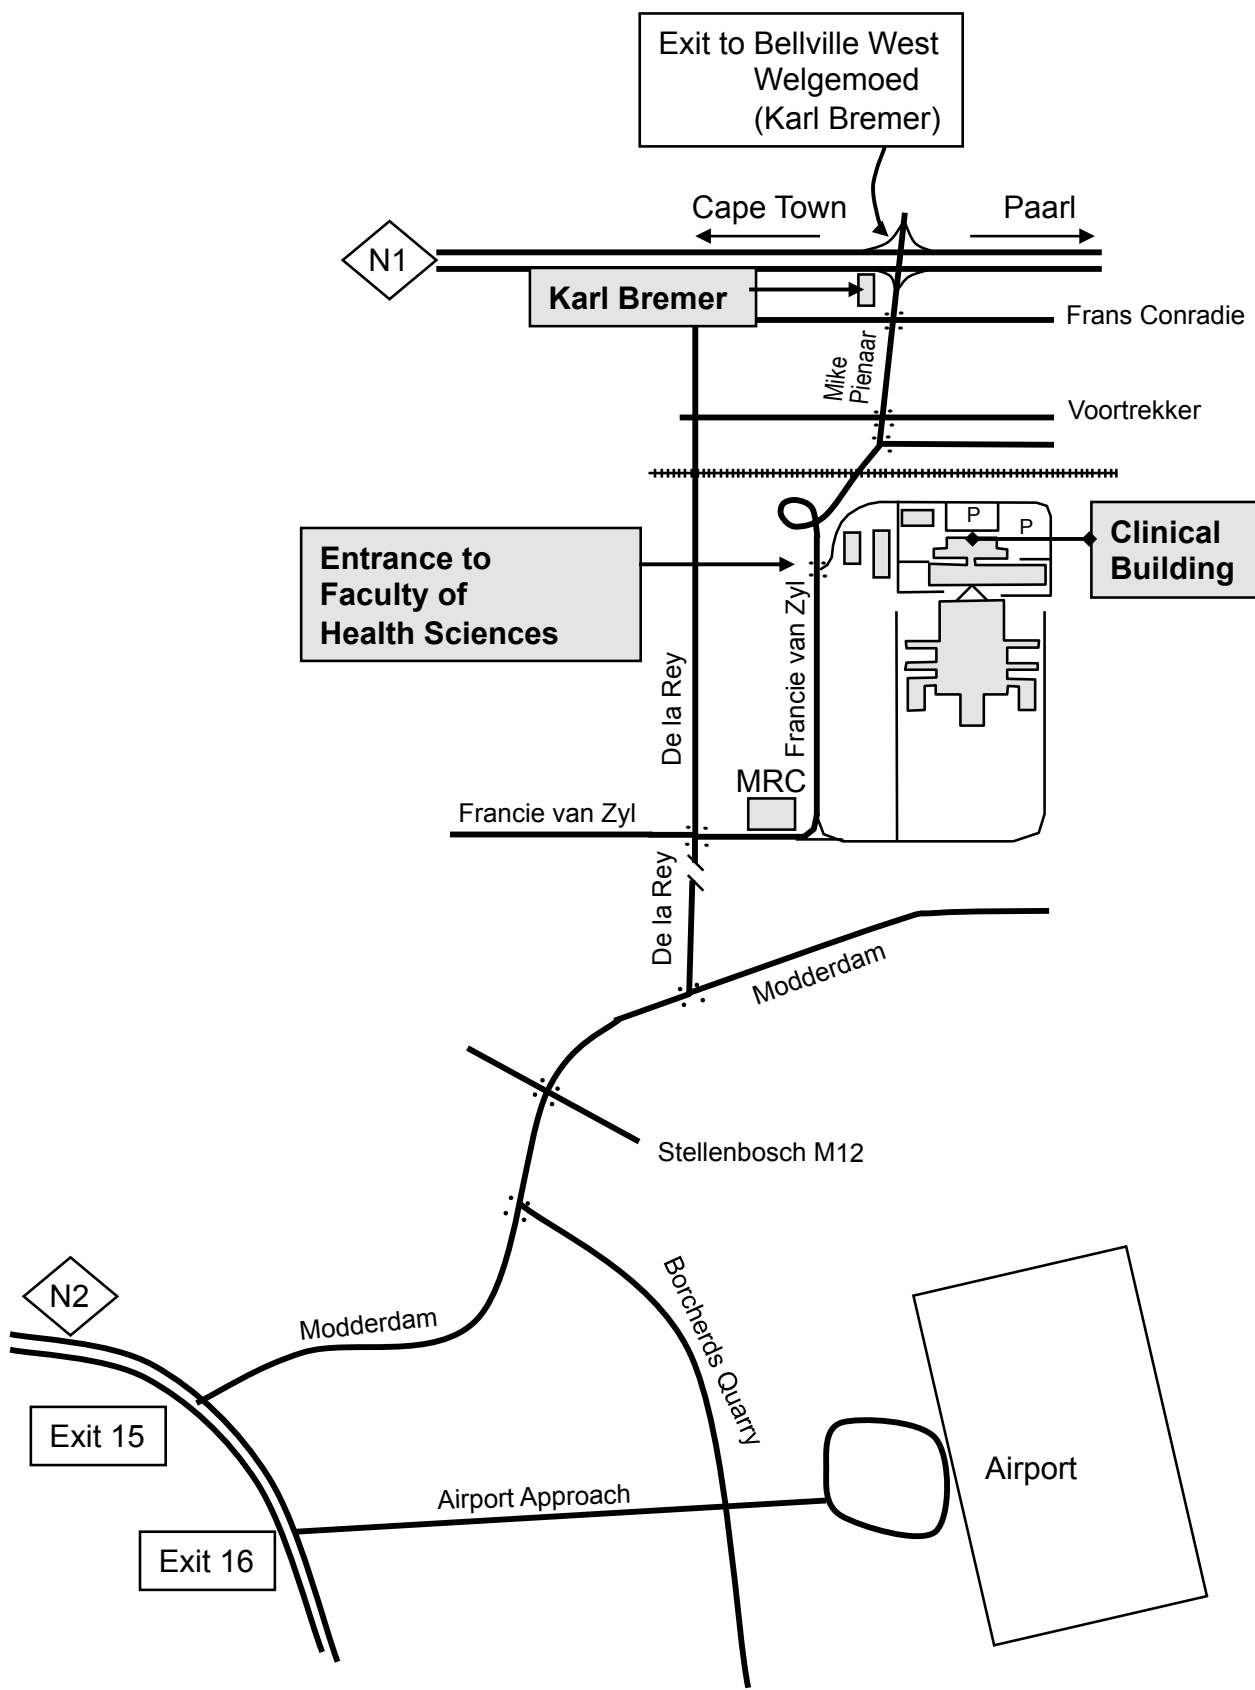 Exit to Bellville West
Welgemoed
(Karl Bremer)
Cape Town
Paarl
N1
Karl Bremer
Frans Conradie
Mike
Pienaar
Voortrekker
P
P
Clinical
Building
Entrance to
Faculty of
Health Sciences
De la Rey
Francie van Zyl
MRC
Francie van Zyl
De la Rey
Modderdam
Stellenbosch M12
N2
Modderdam
Borcherds Quarry
Exit 15
Airport
Airport Approach
Exit 16